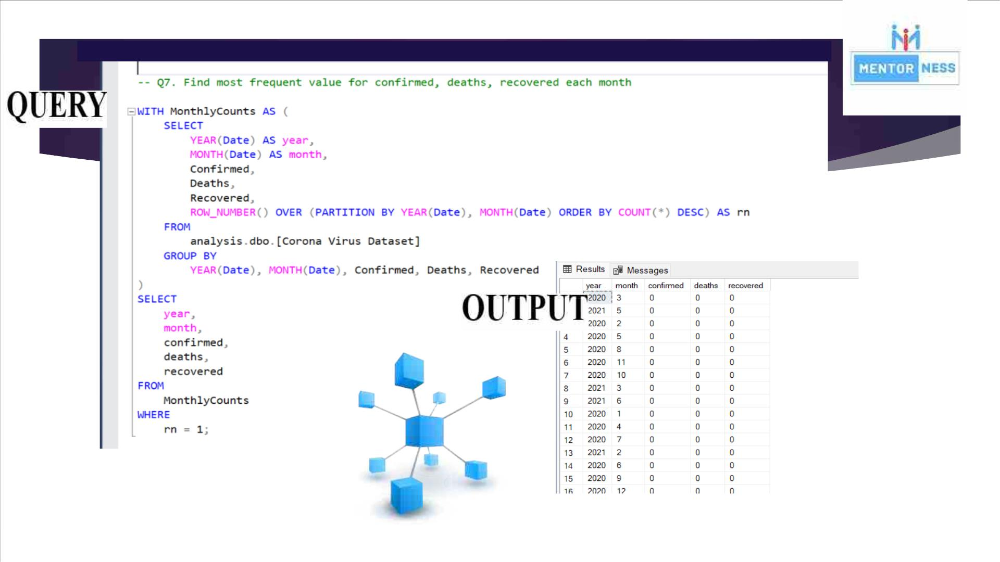 MENTOR NESS
QUERY
-- Q7. Find most frequent value for confirmed, deaths, recovered each month
WITH MonthlyCounts AS (
SELECT
YEAR(Date) AS year,
MONTH(Date) AS month,
Confirmed,
Deaths,
Recovered,
ROW_NUMBER() OVER (PARTITION BY YEAR(Date), MONTH(Date) ORDER BY COUNT(*) DESC) AS rn
FROM
analysis.dbo.[Corona Virus Dataset]
GROUP BY
YEAR(Date), MONTH(Date), Confirmed, Deaths, Recovered
)
SELECT
year,
month,
confirmed,
deaths,
recovered
FROM
MonthlyCounts
WHERE
rn = 1;
OUTPUT
Results Messages
year month confirmed deaths recovered
2020 3 0 0 0
2021 5 0 0 0
2020 2 0 0 0
4 2020 5 0 0 0
5 2020 8 0 0 0
6 2020 11 0 0 0
7 2020 10 0 0 0
8 2021 3 0 0 0
9 2021 6 0 0 0
10 2020 1 0 0 0
11 2020 4 0 0 0
12 2020 7 0 0 0
13 2021 2 0 0 0
14 2020 6 0 0 0
15 2020 9 0 0 0
16 2020 12 0 0 0